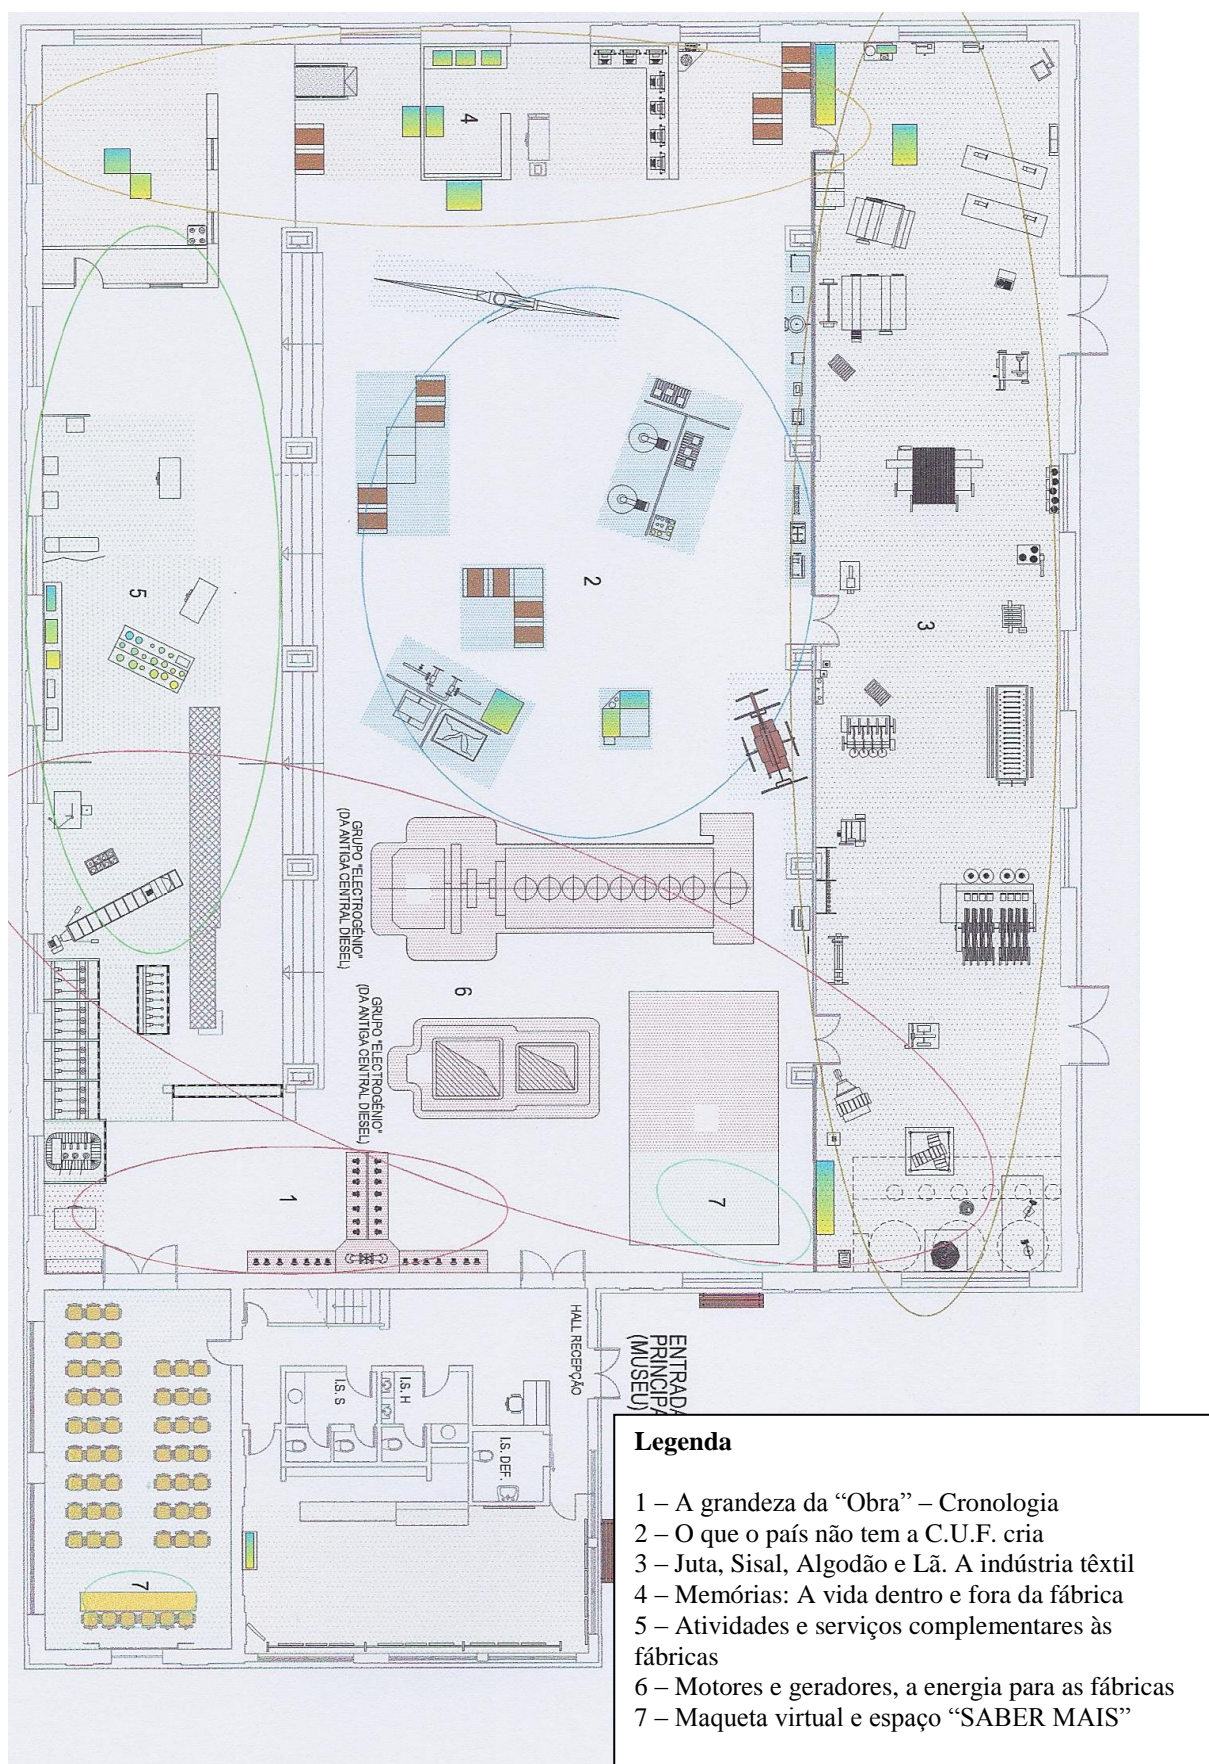 4
2
5
3
GRUPO "ELECTROGÉNIO"
(DA ANTIGA CENTRAL DIESEL)
6
GRUPO "ELECTROGÉNIO"
(DA ANTIGA CENTRAL DIESEL)
1
7
HALL RECEPÇÃO
ENTRADA
(MUSEU)
I.S. S
I.S. H
I.S. DEF.
7
Legenda
1 – A grandeza da “Obra” – Cronologia
2 – O que o país não tem a C.U.F. cria
3 – Juta, Sisal, Algodão e Lã. A indústria têxtil
4 – Memórias: A vida dentro e fora da fábrica
5 – Atividades e serviços complementares às
fábricas
6 – Motores e geradores, a energia para as fábricas
7 – Maqueta virtual e espaço “SABER MAIS”